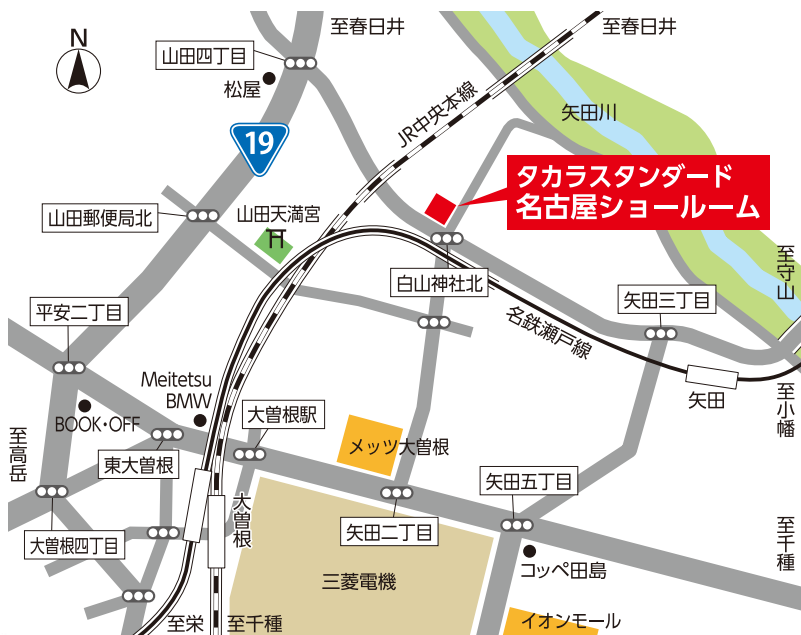 至春日井
至春日井
N
山田四丁目
松屋
JR中央本線
矢田川
19
タカラスタンダード
名古屋ショールーム
山田郵便局北
山田天満宮
至守山
白山神社北
矢田三丁目
平安二丁目
名鉄瀬戸線
Meitetsu
BMW
矢田
至小幡
BOOK・OFF
大曽根駅
至高岳
東大曽根
メッツ大曽根
矢田五丁目
大曽根
矢田二丁目
至千種
大曽根四丁目
コッペ田島
三菱電機
至栄
至千種
イオンモール